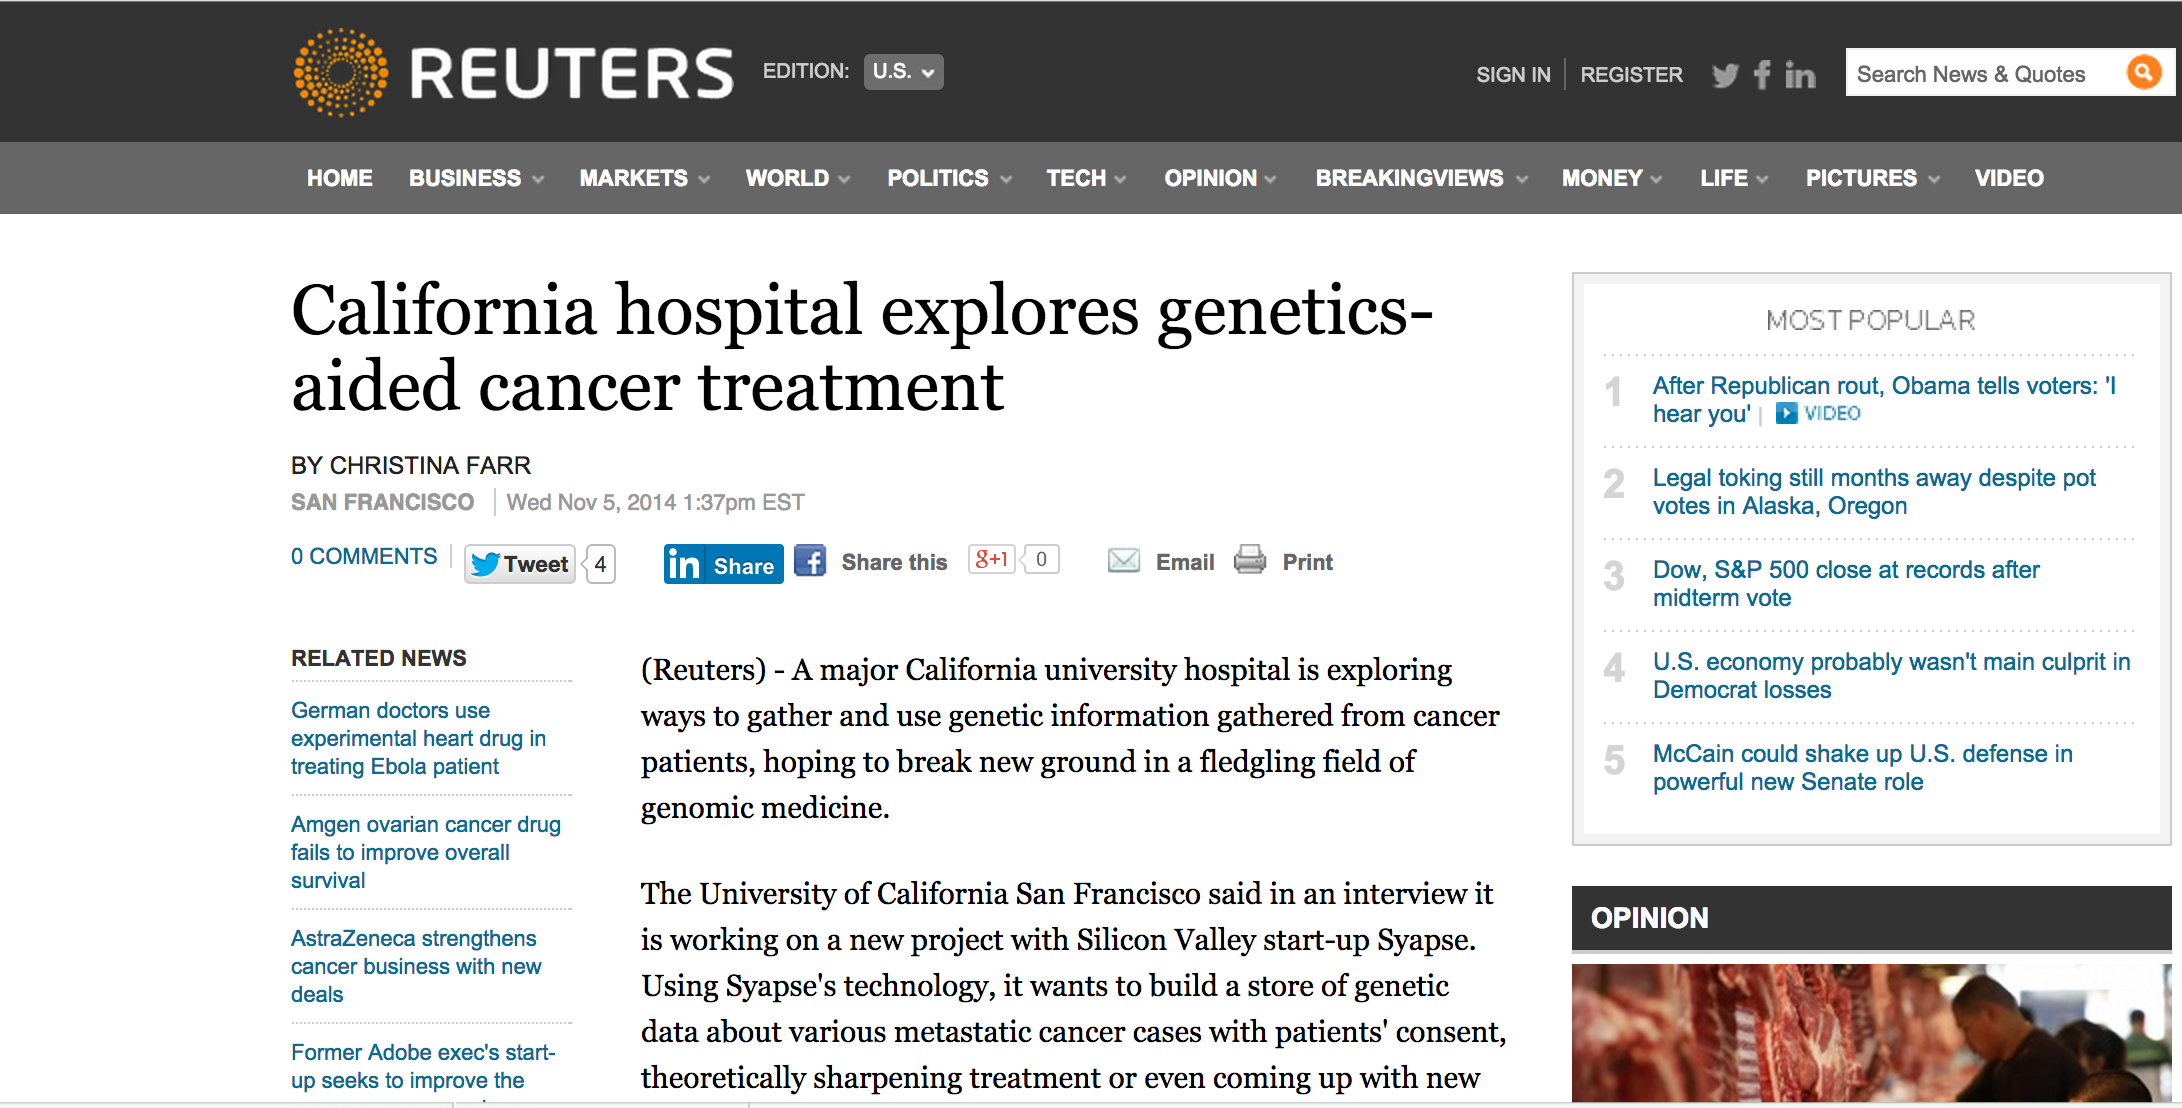 REUTERS
EDITION:
U.S.
SIGN IN
REGISTER
Search News & Quotes
HOME BUSINESS MARKETS WORLD POLITICS TECH OPINION BREAKINGVIEWS MONEY LIFE PICTURES VIDEO
California hospital explores genetics-
aided cancer treatment
BY CHRISTINA FARR
SAN FRANCISCO Wed Nov 5, 2014 1:37pm EST
0 COMMENTS
Tweet 4
in Share
f Share this
g+1 0
Email
Print
RELATED NEWS
German doctors use
experimental heart drug in
treating Ebola patient
Amgen ovarian cancer drug
fails to improve overall
survival
AstraZeneca strengthens
cancer business with new
deals
Former Adobe exec's start-
up seeks to improve the
(Reuters) - A major California university hospital is exploring
ways to gather and use genetic information gathered from cancer
patients, hoping to break new ground in a fledgling field of
genomic medicine.
The University of California San Francisco said in an interview it
is working on a new project with Silicon Valley start-up Syapse.
Using Syapse's technology, it wants to build a store of genetic
data about various metastatic cancer cases with patients' consent,
theoretically sharpening treatment or even coming up with new
MOST POPULAR
1 After Republican rout, Obama tells voters: 'I
hear you' | VIDEO
2 Legal toking still months away despite pot
votes in Alaska, Oregon
3 Dow, S&P 500 close at records after
midterm vote
4 U.S. economy probably wasn't main culprit in
Democrat losses
5 McCain could shake up U.S. defense in
powerful new Senate role
OPINION